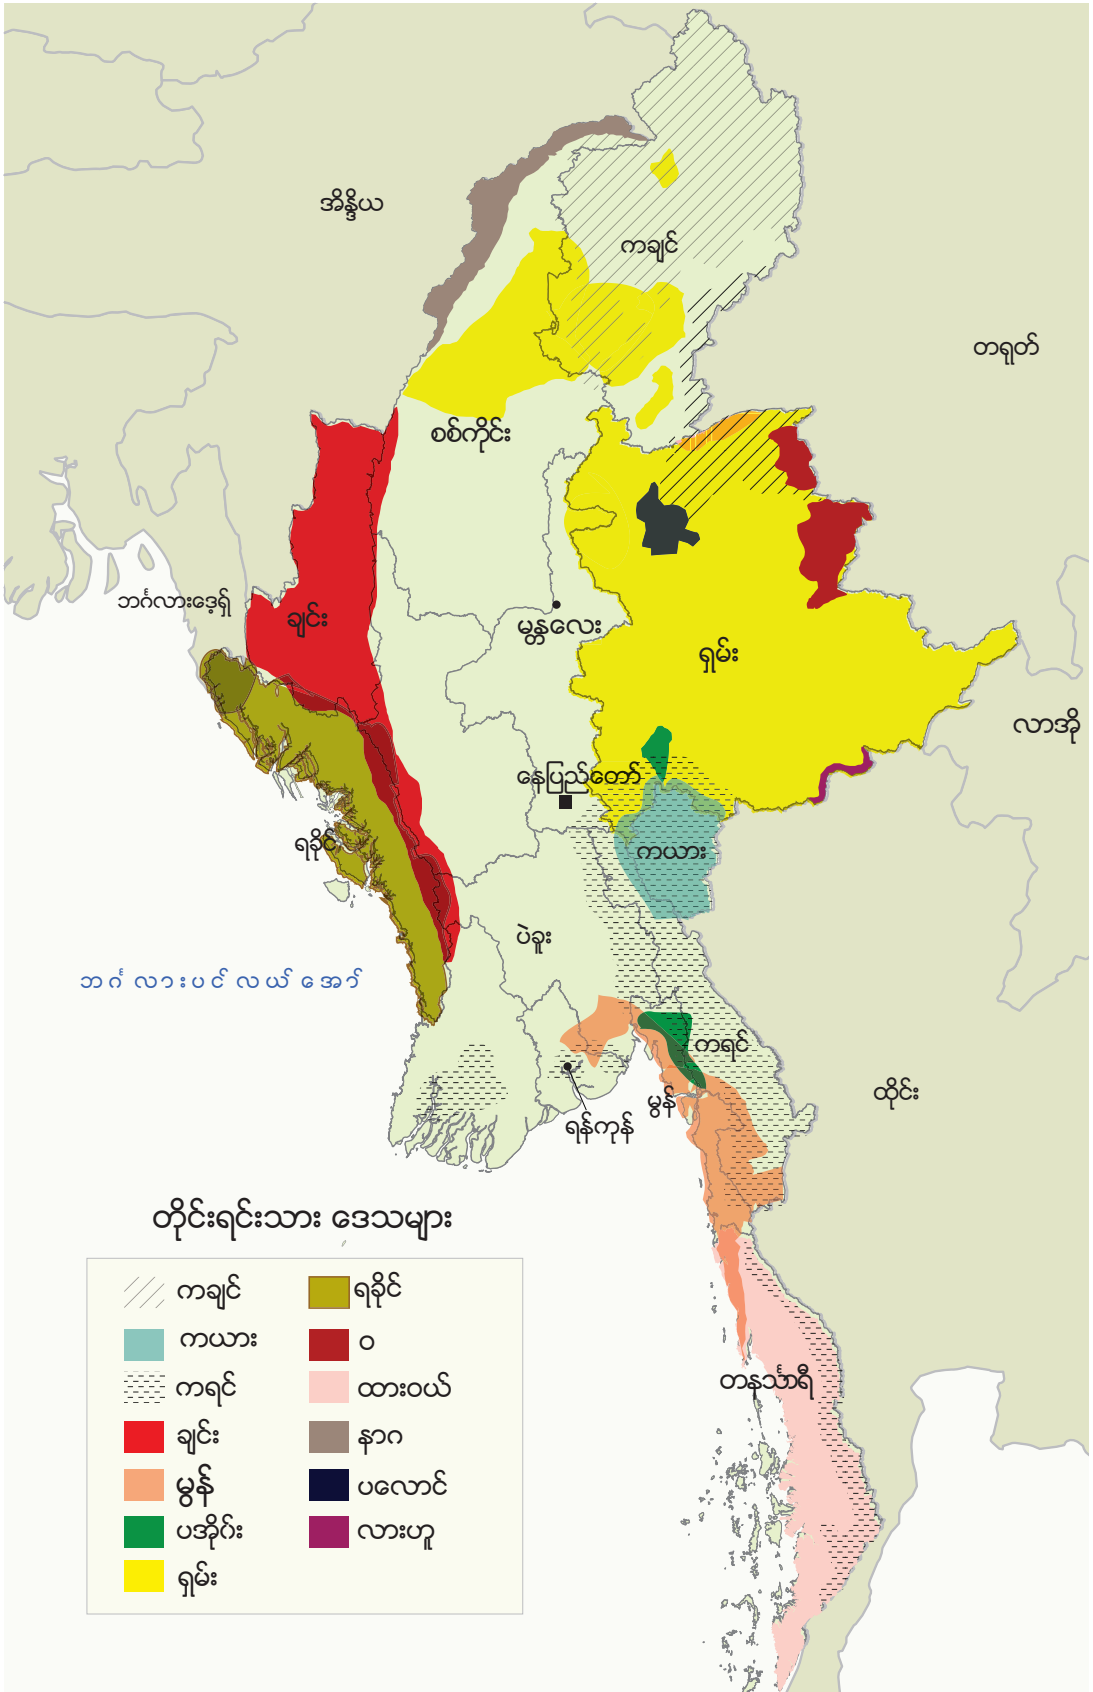 အိန္ဒိယ
ကချင်
တရုတ်
စစ်ကိုင်း
ဘင်္ဂလားဒေ့ရှ်
ချင်း
မန္တလေး
ရှမ်း
လာအို
နေပြည်တော်
ရခိုင်
ကယား
ပဲခူး
ဘင်္ဂလားပင်လယ်အော်
ကရင်
မွန်
ထိုင်း
ရန်ကုန်
တနင်္သာရီ
တိုင်းရင်းသား ဒေသများ
ကချင်
ကယား
ကရင်
ချင်း
မွန်
ပအိုဂ်း
ရှမ်း
ရခိုင်
ဝ
ထားဝယ်
နာဂ
ပလောင်
လားဟူ